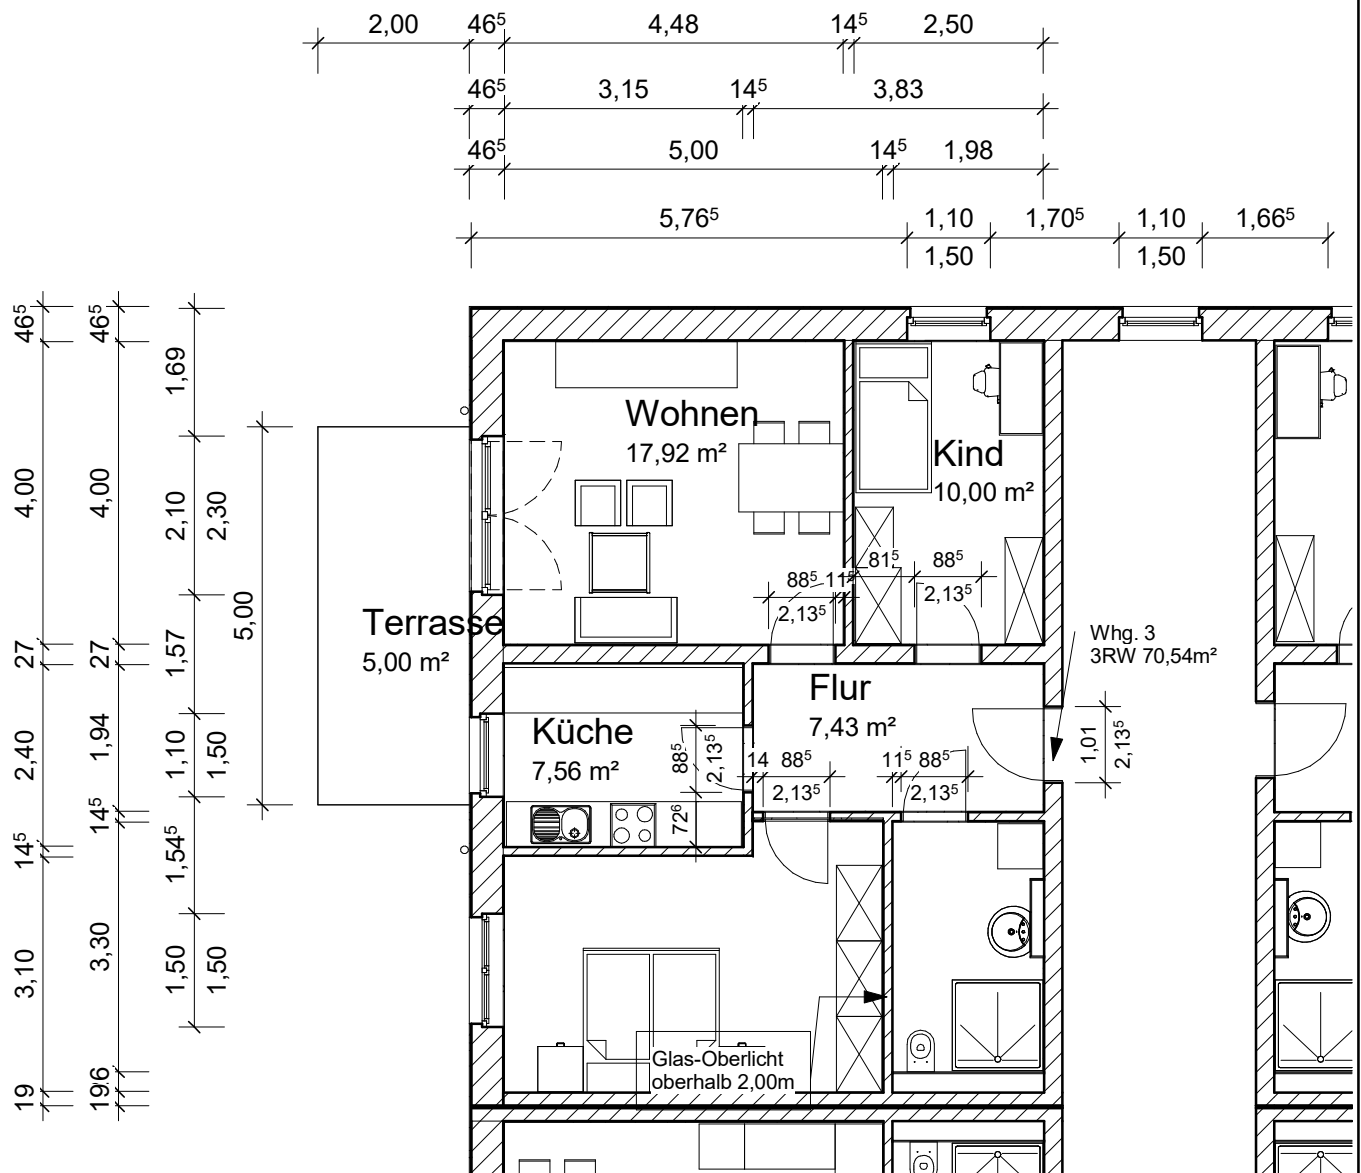 2,00 46⁵ 4,48 14⁵ 2,50
46⁵ 3,15 14⁵ 3,83
46⁵ 5,00 14⁵ 1,98
5,76⁵ 1,10 1,70⁵ 1,10 1,66⁵
1,50 1,50
46⁵ 4,00 27 2,40 14⁵ 3,10 19
46⁵ 4,00 27 1,94 14⁵ 3,30 6 19
1,69 2,10 1,57 1,10 1,54⁵ 1,50
2,30 1,50 1,50
5,00
Wohnen
17,92 m²
Kind
10,00 m²
81⁵ 88⁵
2,13⁵
88⁵ 11⁵
2,13⁵
Terrasse
5,00 m²
Whg. 3
3RW 70,54m²
Flur
7,43 m²
Küche
7,56 m²
88⁵
2,13⁵
72⁶
14 88⁵
2,13⁵
11⁵ 88⁵
2,13⁵
1,01
2,13⁵
Glas-Oberlicht
oberhalb 2,00m